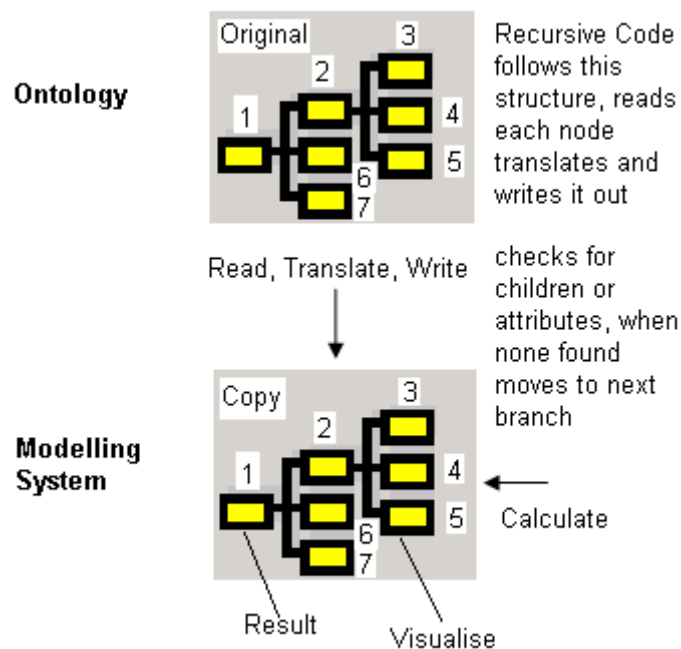 Original
3
Recursive Code
follows this
structure, reads
each node
translates and
writes it out
2
Ontology
1
4
5
6
7
Read, Translate, Write
checks for
children or
attributes, when
none found
moves to next
branch
Copy
3
2
Modelling
System
1
4
5
Calculate
6
7
Result
Visualise